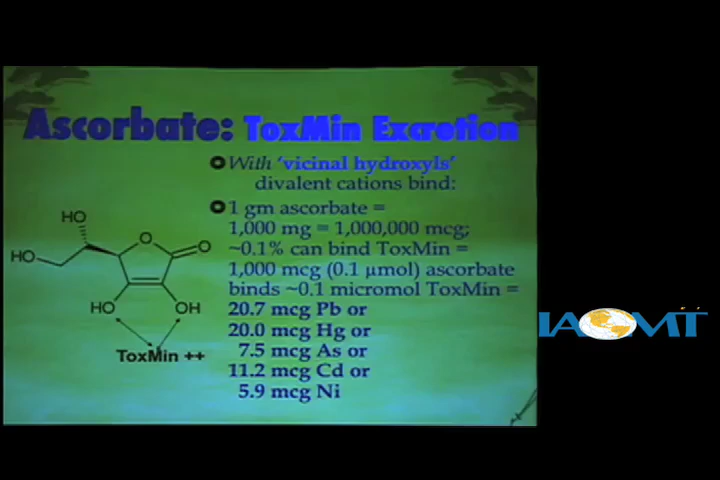 Ascorbate: ToxMin Excretion
With 'vicinal hydroxyls'
divalent cations bind:
1 gm ascorbate =
1,000 mg = 1,000,000 mcg;
~0.1% can bind ToxMin =
1,000 mcg (0.1 µmol) ascorbate
binds ~0.1 micromol ToxMin =
20.7 mcg Pb or
20.0 mcg Hg or
7.5 mcg As or
11.2 mcg Cd or
5.9 mcg Ni
HO
HO
O
O
HO
OH
ToxMin ++
IAOMT